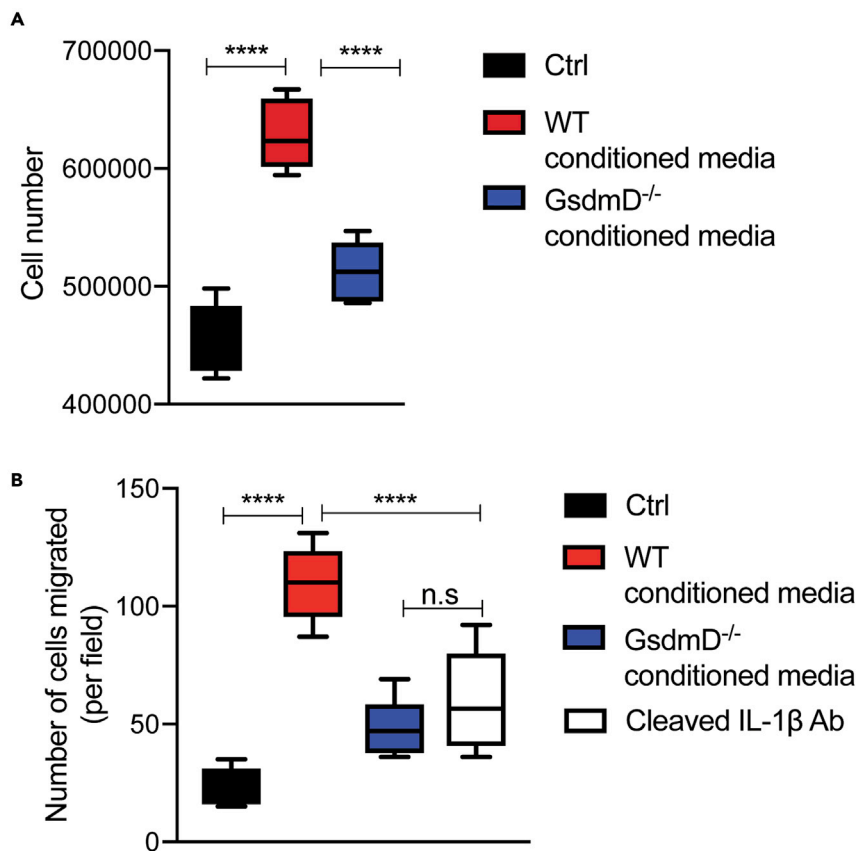 A
700000
600000
500000
400000
Cell number
**** ****
Ctrl
WT
conditioned media
GsdmD-/-
conditioned media
B
150
100
50
0
Number of cells migrated
(per field)
**** ****
n.s
Ctrl
WT
conditioned media
GsdmD-/-
conditioned media
Cleaved IL-1β Ab